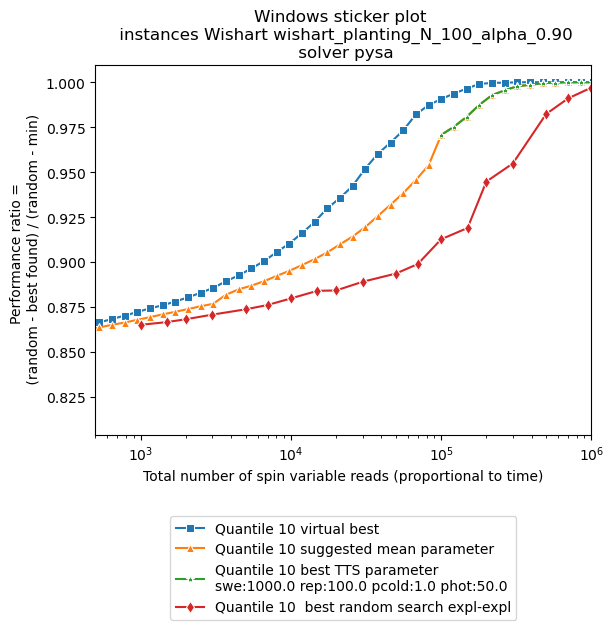 Windows sticker plot
instances Wishart wishart_planting_N_100_alpha_0.90
solver pysa
Performance ratio =
(random - best found) / (random - min)
1.000
0.975
0.950
0.925
0.900
0.875
0.850
0.825
10³
10⁴
10⁵
10⁶
Total number of spin variable reads (proportional to time)
Quantile 10 virtual best
Quantile 10 suggested mean parameter
Quantile 10 best TTS parameter
swe:1000.0 rep:100.0 pcold:1.0 phot:50.0
Quantile 10  best random search expl-expl